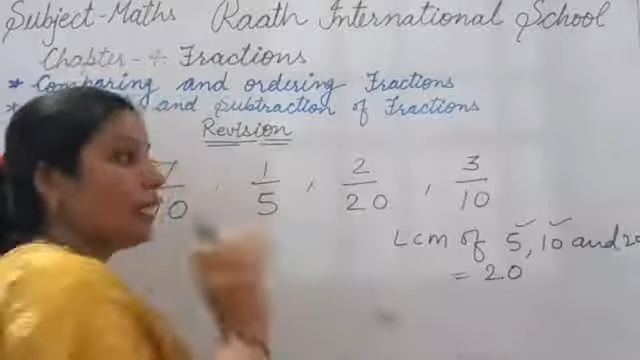 Subject-Maths Raath International School
Chapter-4 Fractions
* Comparing and ordering Fractions
* and Subtraction of Fractions
Revision
7/10 , 1/5 , 2/20 , 3/10
LCM of 5, 10 and 20
= 20